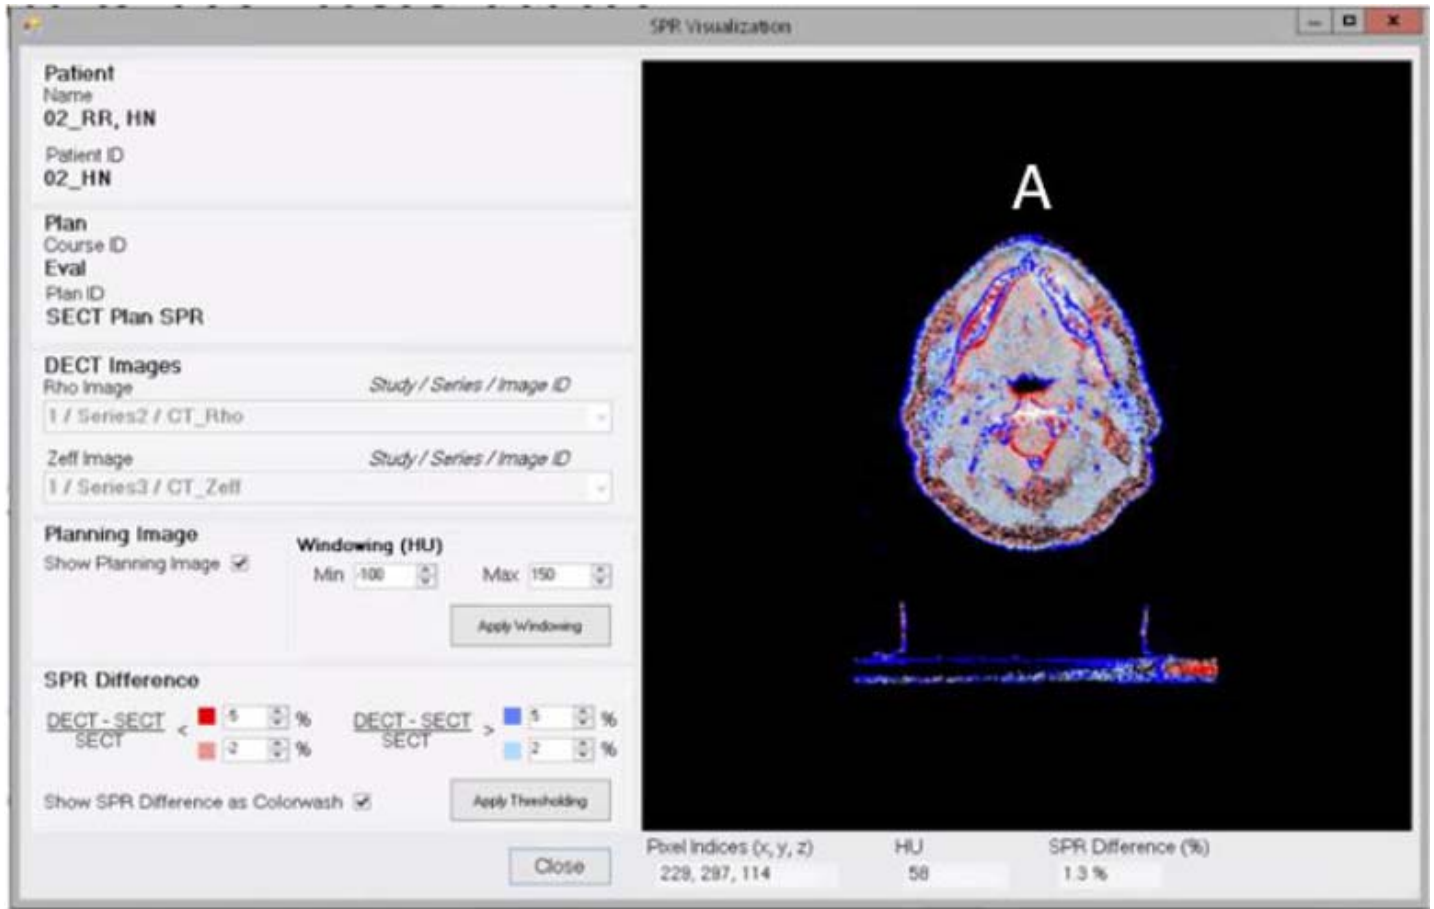 SPR Visualization
Patient
Name
02_RR, HN
Patient ID
02_HN
Plan
Course ID
Eval
Plan ID
SECT Plan SPR
DECT Images
Rho Image Study / Series / Image ID
1 / Series2 / CT_Rho
Zeff Image Study / Series / Image ID
1 / Series3 / CT_Zeff
Planning Image
Show Planning Image
Windowing (HU)
Min -100 Max 150
Apply Windowing
SPR Difference
DECT - SECT
SECT
<
-5 %
-2 %
DECT - SECT
SECT
>
5 %
2 %
Show SPR Difference as Colorwash
Apply Thresholding
Close
A
Pixel Indices (x, y, z) HU SPR Difference (%)
229, 297, 114 58 1.3 %